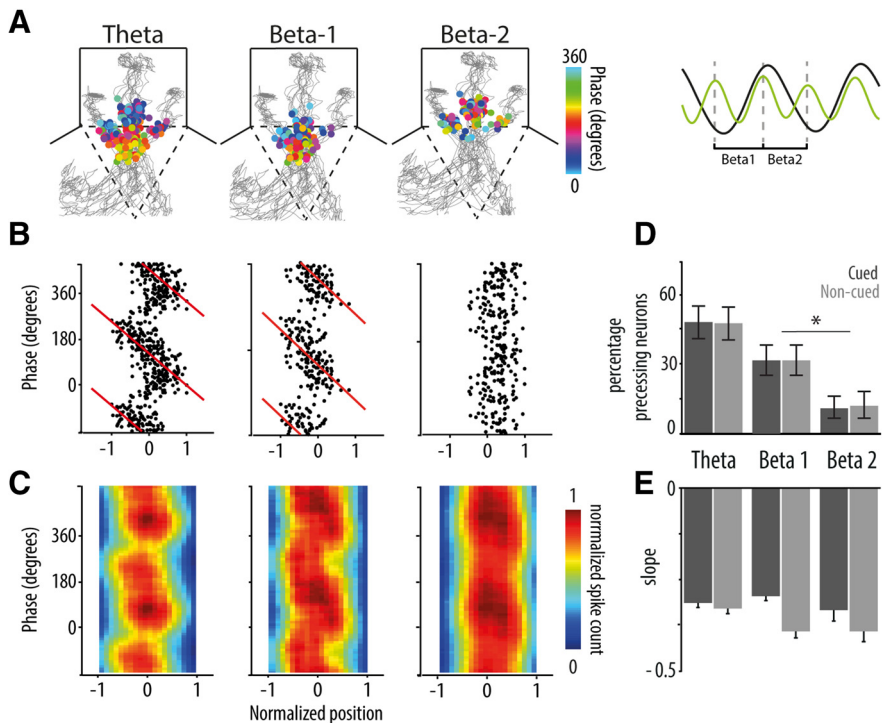 A
Theta
Beta-1
Beta-2
360
Phase (degrees)
0
Beta1
Beta2
B
Phase (degrees)
360
180
0
-1
0
1
-1
0
1
-1
0
1
C
Phase (degrees)
360
180
0
-1
0
1
-1
0
1
-1
0
1
Normalized position
1
norrmalized spike count
0
D
Cued
Non-cued
*
percentage
precessing neurons
60
30
0
Theta
Beta 1
Beta 2
E
0
slope
-0.5